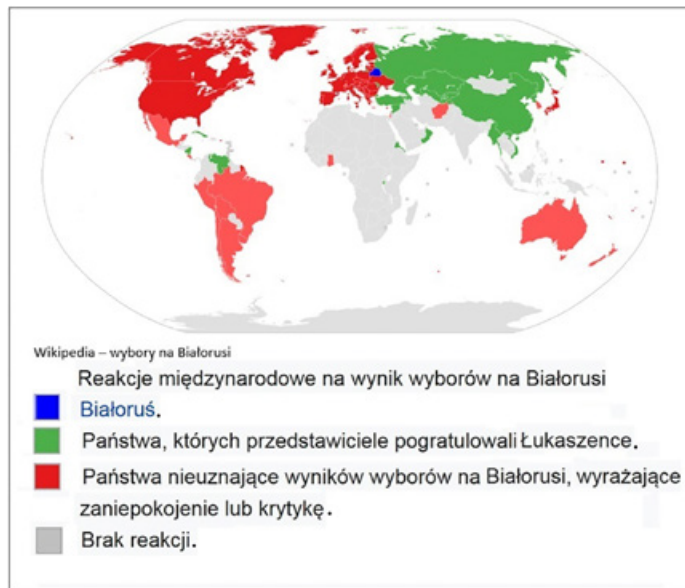 Wikipedia – wybory na Białorusi
Reakcje międzynarodowe na wynik wyborów na Białorusi
Białoruś.
Państwa, których przedstawiciele pogratulowali Łukaszence.
Państwa nieuznające wyników wyborów na Białorusi, wyrażające
zaniepokojenie lub krytykę.
Brak reakcji.